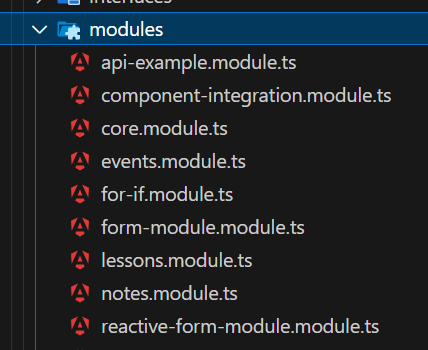 interfaces
modules
api-example.module.ts
component-integration.module.ts
core.module.ts
events.module.ts
for-if.module.ts
form-module.module.ts
lessons.module.ts
notes.module.ts
reactive-form-module.module.ts